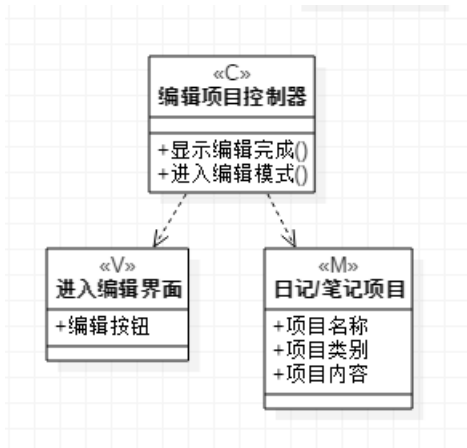 «C»
编辑项目控制器
+显示编辑完成()
+进入编辑模式()
«V»
进入编辑界面
+编辑按钮
«M»
日记/笔记项目
+项目名称
+项目类别
+项目内容